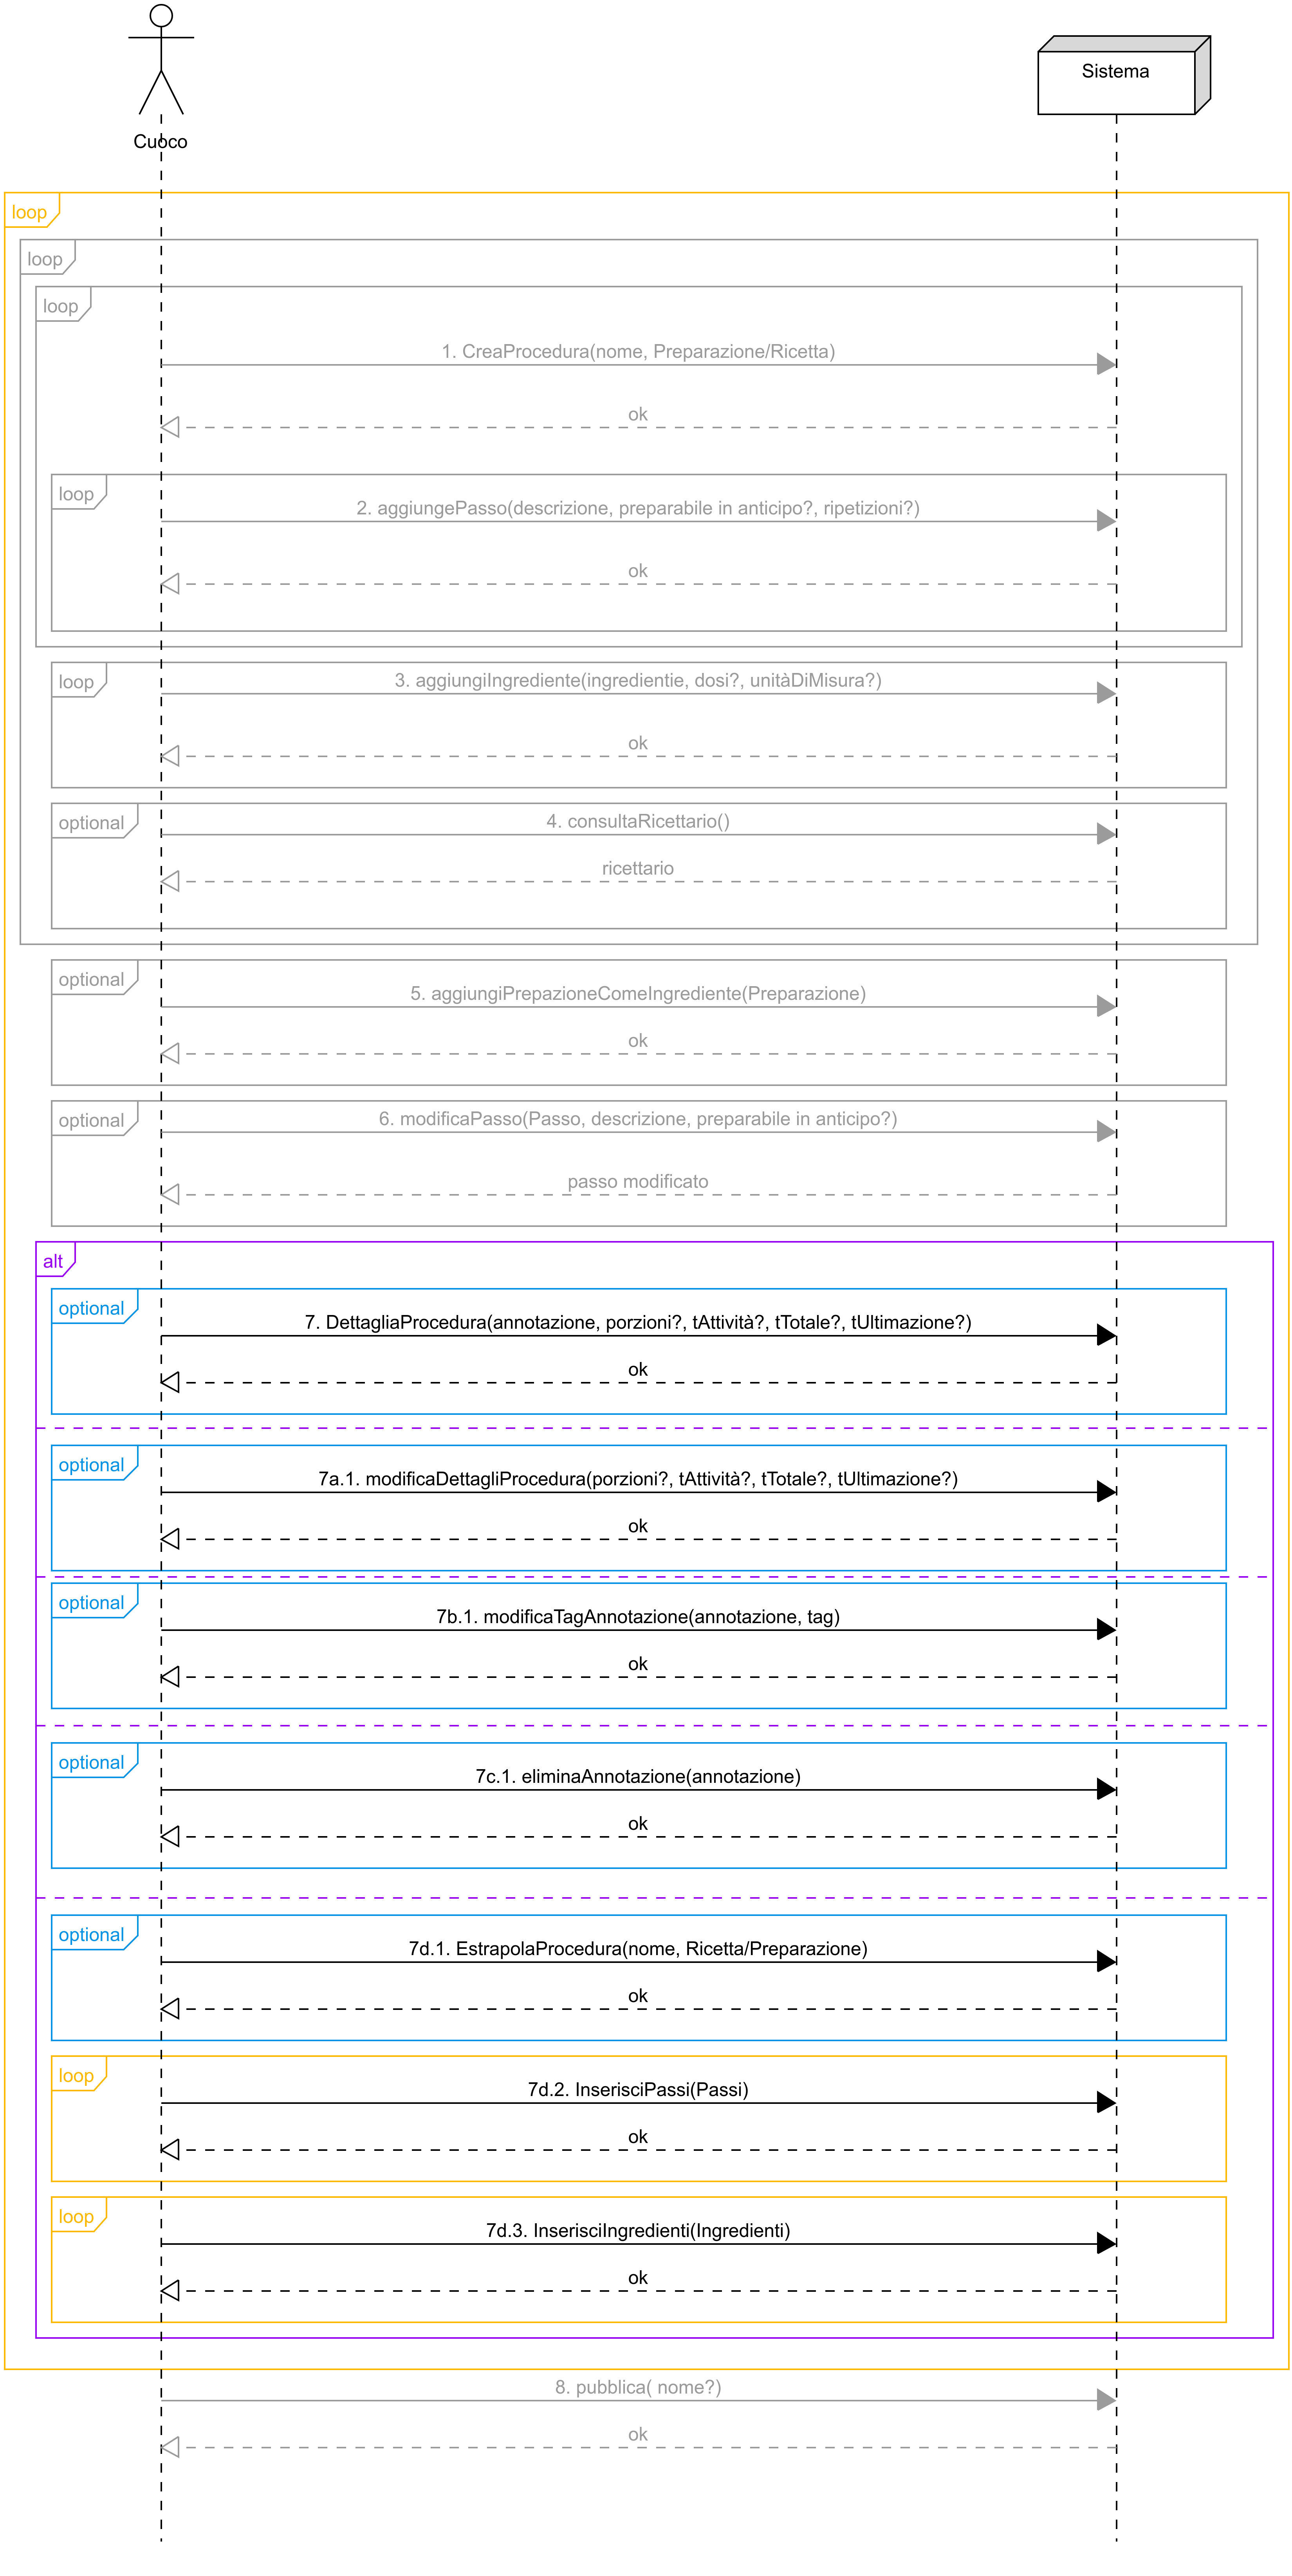 Cuoco
Sistema
loop
loop
loop
1. CreaProcedura(nome, Preparazione/Ricetta)
ok
loop
2. aggiungePasso(descrizione, preparabile in anticipo?, ripetizioni?)
ok
loop
3. aggiungiIngrediente(ingredientie, dosi?, unitàDiMisura?)
ok
optional
4. consultaRicettario()
ricettario
optional
5. aggiungiPrepazioneComeIngrediente(Preparazione)
ok
optional
6. modificaPasso(Passo, descrizione, preparabile in anticipo?)
passo modificato
alt
optional
7. DettagliaProcedura(annotazione, porzioni?, tAttività?, tTotale?, tUltimazione?)
ok
optional
7a.1. modificaDettagliProcedura(porzioni?, tAttività?, tTotale?, tUltimazione?)
ok
optional
7b.1. modificaTagAnnotazione(annotazione, tag)
ok
optional
7c.1. eliminaAnnotazione(annotazione)
ok
optional
7d.1. EstrapolaProcedura(nome, Ricetta/Preparazione)
ok
loop
7d.2. InserisciPassi(Passi)
ok
loop
7d.3. InserisciIngredienti(Ingredienti)
ok
8. pubblica( nome?)
ok